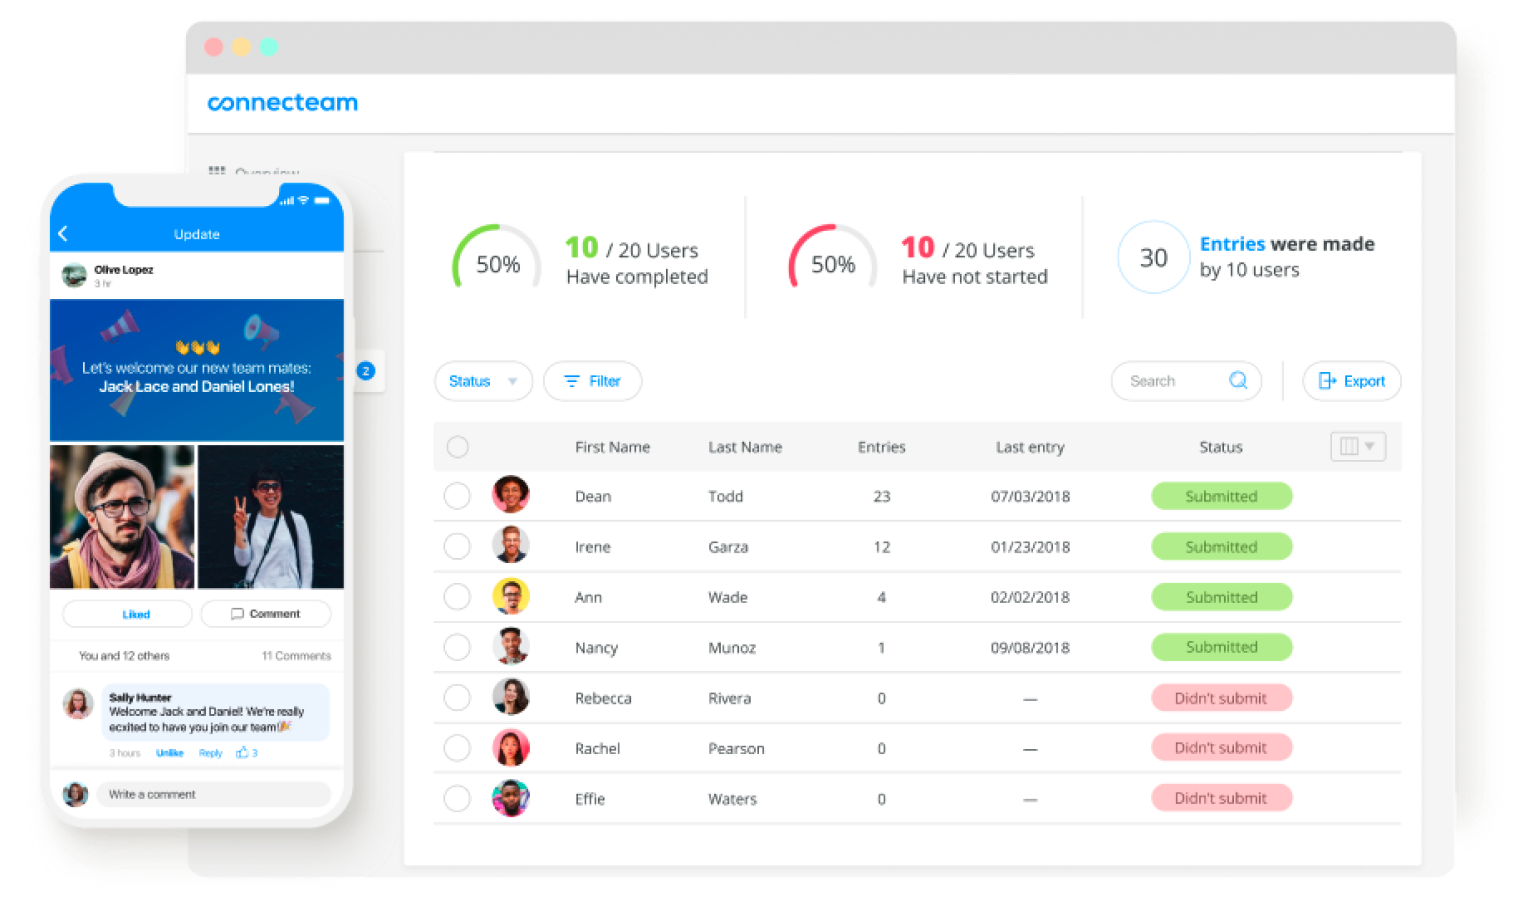 connecteam
Overview
2
50%
10 / 20 Users
Have completed
50%
10 / 20 Users
Have not started
30
Entries were made
by 10 users
Status
Filter
Search
Export
First Name Last Name Entries Last entry Status
Dean Todd 23 07/03/2018 Submitted
Irene Garza 12 01/23/2018 Submitted
Ann Wade 4 02/02/2018 Submitted
Nancy Munoz 1 09/08/2018 Submitted
Rebecca Rivera 0 — Didn't submit
Rachel Pearson 0 — Didn't submit
Effie Waters 0 — Didn't submit
Update
Olive Lopez
3 hr
👏👏👏
Let's welcome our new team mates:
Jack Lace and Daniel Lones!
Liked
Comment
You and 12 others 11 Comments
Sally Hunter
Welcome Jack and Daniel! We're really
ecxited to have you join our team!🎉
3 hours Unlike Reply 3
Write a comment